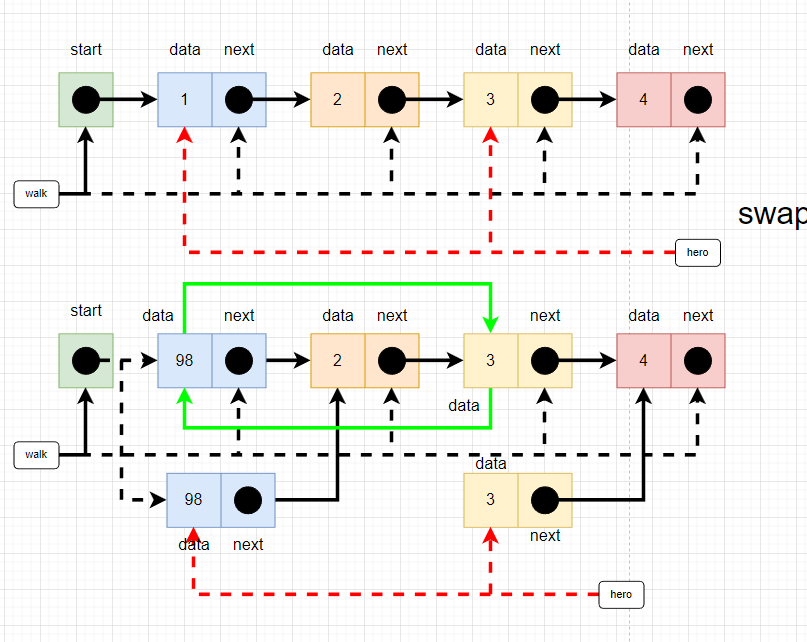 start data next data next data next data next
1 2 3 4
walk
swap
hero
start data next data next next data next
98 2 3 4
data
walk
data
98 3
next
data next
hero